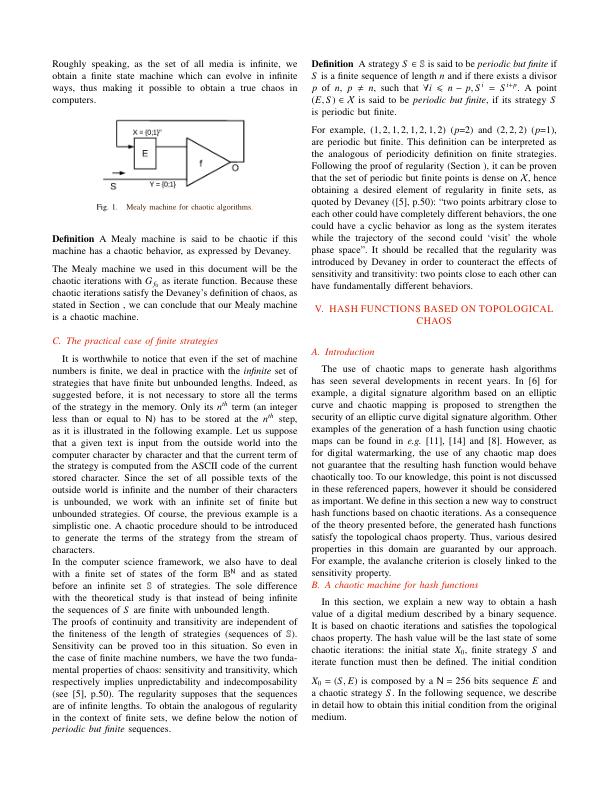 Roughly speaking, as the set of all media is infinite, we
obtain a finite state machine which can evolve in infinite
ways, thus making it possible to obtain a true chaos in
computers.
X = {0;1}ⁿ
E
f
O
S
Y = {0;1}
Fig. 1. Mealy machine for chaotic algorithms.
Definition A Mealy machine is said to be chaotic if this
machine has a chaotic behavior, as expressed by Devaney.
The Mealy machine we used in this document will be the
chaotic iterations with G_{f₀} as iterate function. Because these
chaotic iterations satisfy the Devaney's definition of chaos, as
stated in Section , we can conclude that our Mealy machine
is a chaotic machine.
C. The practical case of finite strategies
It is worthwhile to notice that even if the set of machine
numbers is finite, we deal in practice with the infinite set of
strategies that have finite but unbounded lengths. Indeed, as
suggested before, it is not necessary to store all the terms
of the strategy in the memory. Only its nᵗʰ term (an integer
less than or equal to N) has to be stored at the nᵗʰ step,
as it is illustrated in the following example. Let us suppose
that a given text is input from the outside world into the
computer character by character and that the current term of
the strategy is computed from the ASCII code of the current
stored character. Since the set of all possible texts of the
outside world is infinite and the number of their characters
is unbounded, we work with an infinite set of finite but
unbounded strategies. Of course, the previous example is a
simplistic one. A chaotic procedure should to be introduced
to generate the terms of the strategy from the stream of
characters.
In the computer science framework, we also have to deal
with a finite set of states of the form 𝔹ᴺ and as stated
before an infinite set 𝕊 of strategies. The sole difference
with the theoretical study is that instead of being infinite
the sequences of S are finite with unbounded length.
The proofs of continuity and transitivity are independent of
the finiteness of the length of strategies (sequences of 𝕊).
Sensitivity can be proved too in this situation. So even in
the case of finite machine numbers, we have the two funda-
mental properties of chaos: sensitivity and transitivity, which
respectively implies unpredictability and indecomposability
(see [5], p.50). The regularity supposes that the sequences
are of infinite lengths. To obtain the analogous of regularity
in the context of finite sets, we define below the notion of
periodic but finite sequences.
Definition A strategy S ∈ 𝕊 is said to be periodic but finite if
S is a finite sequence of length n and if there exists a divisor
p of n, p ≠ n, such that ∀i ⩽ n − p, Sⁱ = Sⁱ⁺ᵖ. A point
(E, S) ∈ X is said to be periodic but finite, if its strategy S
is periodic but finite.
For example, (1, 2, 1, 2, 1, 2, 1, 2) (p=2) and (2, 2, 2) (p=1),
are periodic but finite. This definition can be interpreted as
the analogous of periodicity definition on finite strategies.
Following the proof of regularity (Section ), it can be proven
that the set of periodic but finite points is dense on X, hence
obtaining a desired element of regularity in finite sets, as
quoted by Devaney ([5], p.50): "two points arbitrary close to
each other could have completely different behaviors, the one
could have a cyclic behavior as long as the system iterates
while the trajectory of the second could 'visit' the whole
phase space". It should be recalled that the regularity was
introduced by Devaney in order to counteract the effects of
sensitivity and transitivity: two points close to each other can
have fundamentally different behaviors.
V. HASH FUNCTIONS BASED ON TOPOLOGICAL
CHAOS
A. Introduction
The use of chaotic maps to generate hash algorithms
has seen several developments in recent years. In [6] for
example, a digital signature algorithm based on an elliptic
curve and chaotic mapping is proposed to strengthen the
security of an elliptic curve digital signature algorithm. Other
examples of the generation of a hash function using chaotic
maps can be found in e.g. [11], [14] and [8]. However, as
for digital watermarking, the use of any chaotic map does
not guarantee that the resulting hash function would behave
chaotically too. To our knowledge, this point is not discussed
in these referenced papers, however it should be considered
as important. We define in this section a new way to construct
hash functions based on chaotic iterations. As a consequence
of the theory presented before, the generated hash functions
satisfy the topological chaos property. Thus, various desired
properties in this domain are guaranted by our approach.
For example, the avalanche criterion is closely linked to the
sensitivity property.
B. A chaotic machine for hash functions
In this section, we explain a new way to obtain a hash
value of a digital medium described by a binary sequence.
It is based on chaotic iterations and satisfies the topological
chaos property. The hash value will be the last state of some
chaotic iterations: the initial state X₀, finite strategy S and
iterate function must then be defined. The initial condition
X₀ = (S, E) is composed by a N = 256 bits sequence E and
a chaotic strategy S. In the following sequence, we describe
in detail how to obtain this initial condition from the original
medium.